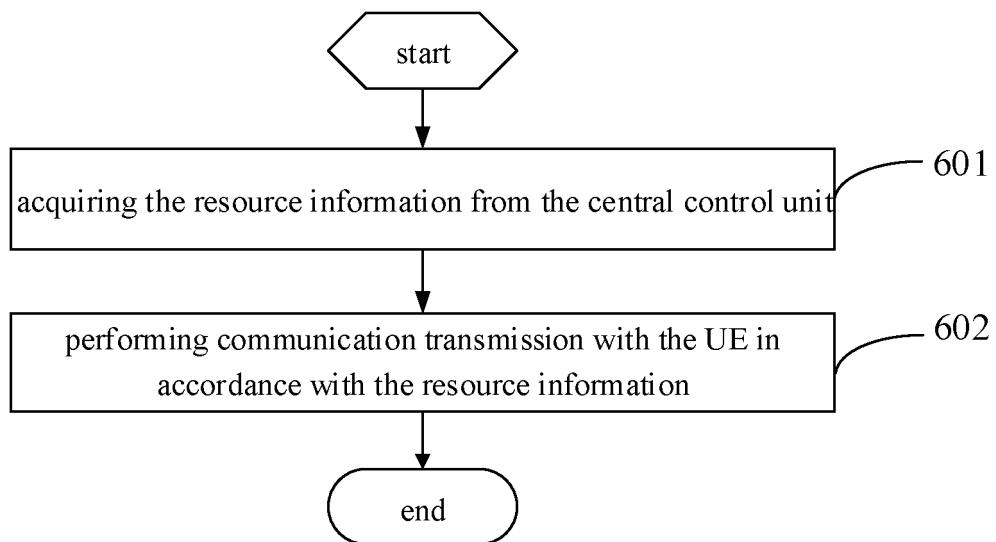 start
acquiring the resource information from the central control unit
601
performing communication transmission with the UE in
accordance with the resource information
602
end